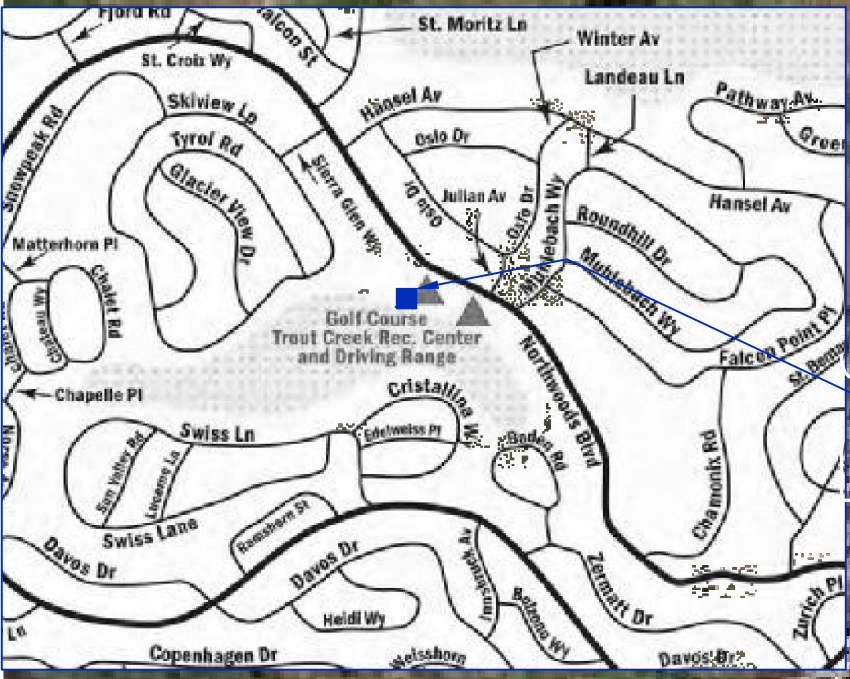 Fjord Rd
St. Croix Wy
Falcon St
St. Moritz Ln
Winter Av
Landeau Ln
Pathway Av
Hansel Av
Skiview Lp
Tyrol Rd
Oslo Dr
Snowpeak Rd
Glacier View Dr
Sierra Glen Wy
Oslo Dr
Julian Av
Oslo Dr
Muhlebach Wy
Hansel Av
Roundhill Dr
Matterhorn Pl
Chalet Rd
Chateau Wy
Muhlebach Wy
Golf Course
Trout Creek Rec. Center
and Driving Range
Falcon Point Pl
Northwoods Blvd
Chapelle Pl
Cristallina W
Swiss Ln
Edelweiss Pl
Baden Rd
Sun Valley Rd
Lucerne Ln
Chamonix Rd
Swiss Lane
Ramshorn St
Davos Dr
Davos Dr
Innsbruck Av
Zermatt Dr
Heidi Wy
Bolzano Wy
Zurich Pl
Ln
Copenhagen Dr
Weisshorn
Davos Dr